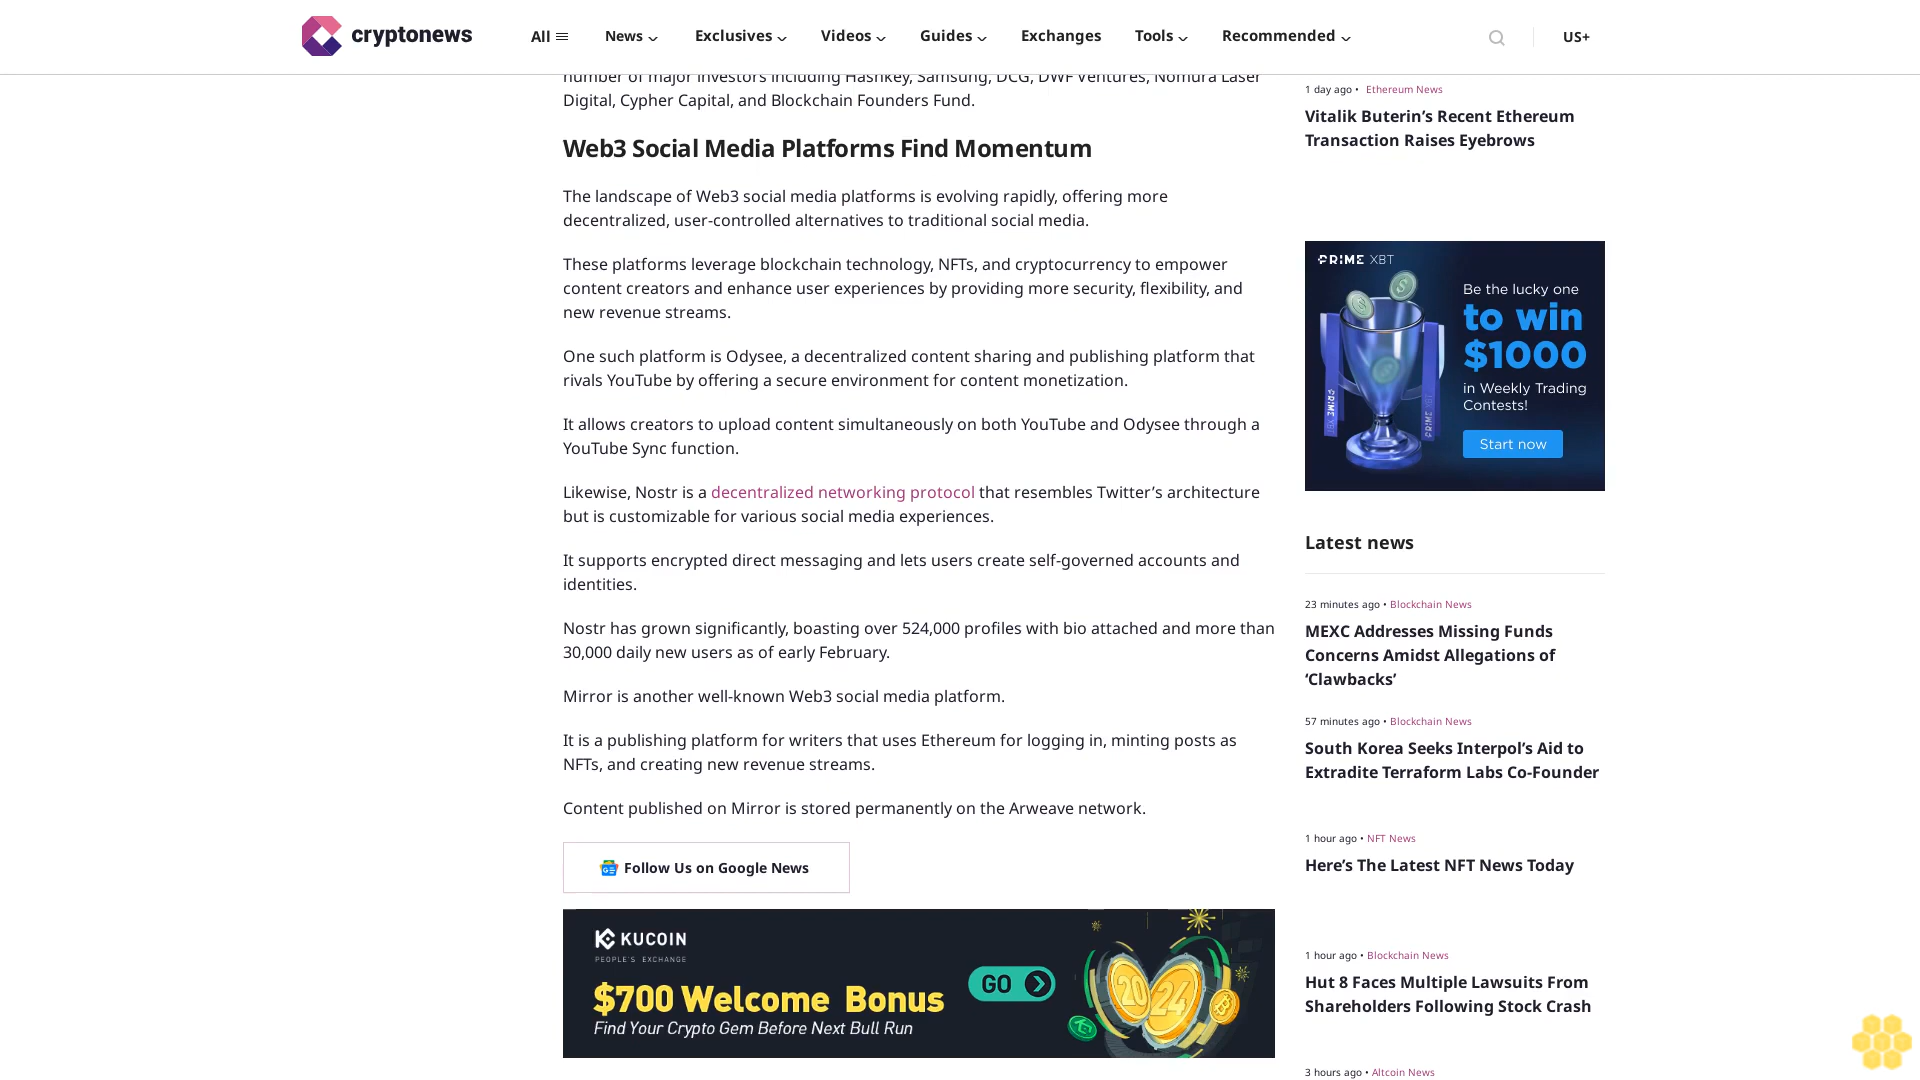 cryptonews
All
News
Exclusives
Videos
Guides
Exchanges
Tools
Recommended
US+
number of major investors including Hashkey, Samsung, DCG, DWF Ventures, Nomura Laser
Digital, Cypher Capital, and Blockchain Founders Fund.
Web3 Social Media Platforms Find Momentum
The landscape of Web3 social media platforms is evolving rapidly, offering more
decentralized, user-controlled alternatives to traditional social media.
These platforms leverage blockchain technology, NFTs, and cryptocurrency to empower
content creators and enhance user experiences by providing more security, flexibility, and
new revenue streams.
One such platform is Odysee, a decentralized content sharing and publishing platform that
rivals YouTube by offering a secure environment for content monetization.
It allows creators to upload content simultaneously on both YouTube and Odysee through a
YouTube Sync function.
Likewise, Nostr is a decentralized networking protocol that resembles Twitter’s architecture
but is customizable for various social media experiences.
It supports encrypted direct messaging and lets users create self-governed accounts and
identities.
Nostr has grown significantly, boasting over 524,000 profiles with bio attached and more than
30,000 daily new users as of early February.
Mirror is another well-known Web3 social media platform.
It is a publishing platform for writers that uses Ethereum for logging in, minting posts as
NFTs, and creating new revenue streams.
Content published on Mirror is stored permanently on the Arweave network.
Follow Us on Google News
KUCOIN
PEOPLE'S EXCHANGE
$700 Welcome Bonus
Find Your Crypto Gem Before Next Bull Run
GO
20
24
1 day ago • Ethereum News
Vitalik Buterin’s Recent Ethereum
Transaction Raises Eyebrows
PRIME XBT
Be the lucky one
to win
$1000
in Weekly Trading
Contests!
Start now
PRIME XBT
Latest news
23 minutes ago • Blockchain News
MEXC Addresses Missing Funds
Concerns Amidst Allegations of
‘Clawbacks’
57 minutes ago • Blockchain News
South Korea Seeks Interpol’s Aid to
Extradite Terraform Labs Co-Founder
1 hour ago • NFT News
Here’s The Latest NFT News Today
1 hour ago • Blockchain News
Hut 8 Faces Multiple Lawsuits From
Shareholders Following Stock Crash
3 hours ago • Altcoin News